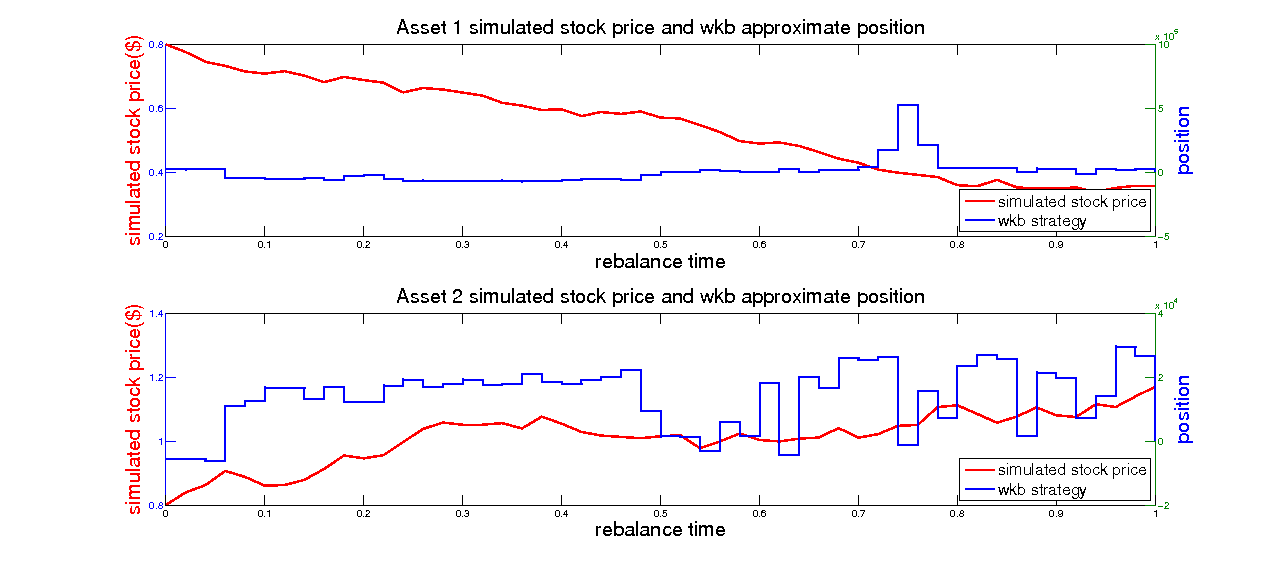 Asset 1 simulated stock price and wkb approximate position
x 10^5
simulated stock price($)
0.8
0.6
0.4
0.2
10
5
0
-5
position
simulated stock price
wkb strategy
0 0.1 0.2 0.3 0.4 0.5 0.6 0.7 0.8 0.9 1
rebalance time
Asset 2 simulated stock price and wkb approximate position
x 10^4
simulated stock price($)
1.4
1.2
1
0.8
4
2
0
-2
position
simulated stock price
wkb strategy
0 0.1 0.2 0.3 0.4 0.5 0.6 0.7 0.8 0.9 1
rebalance time